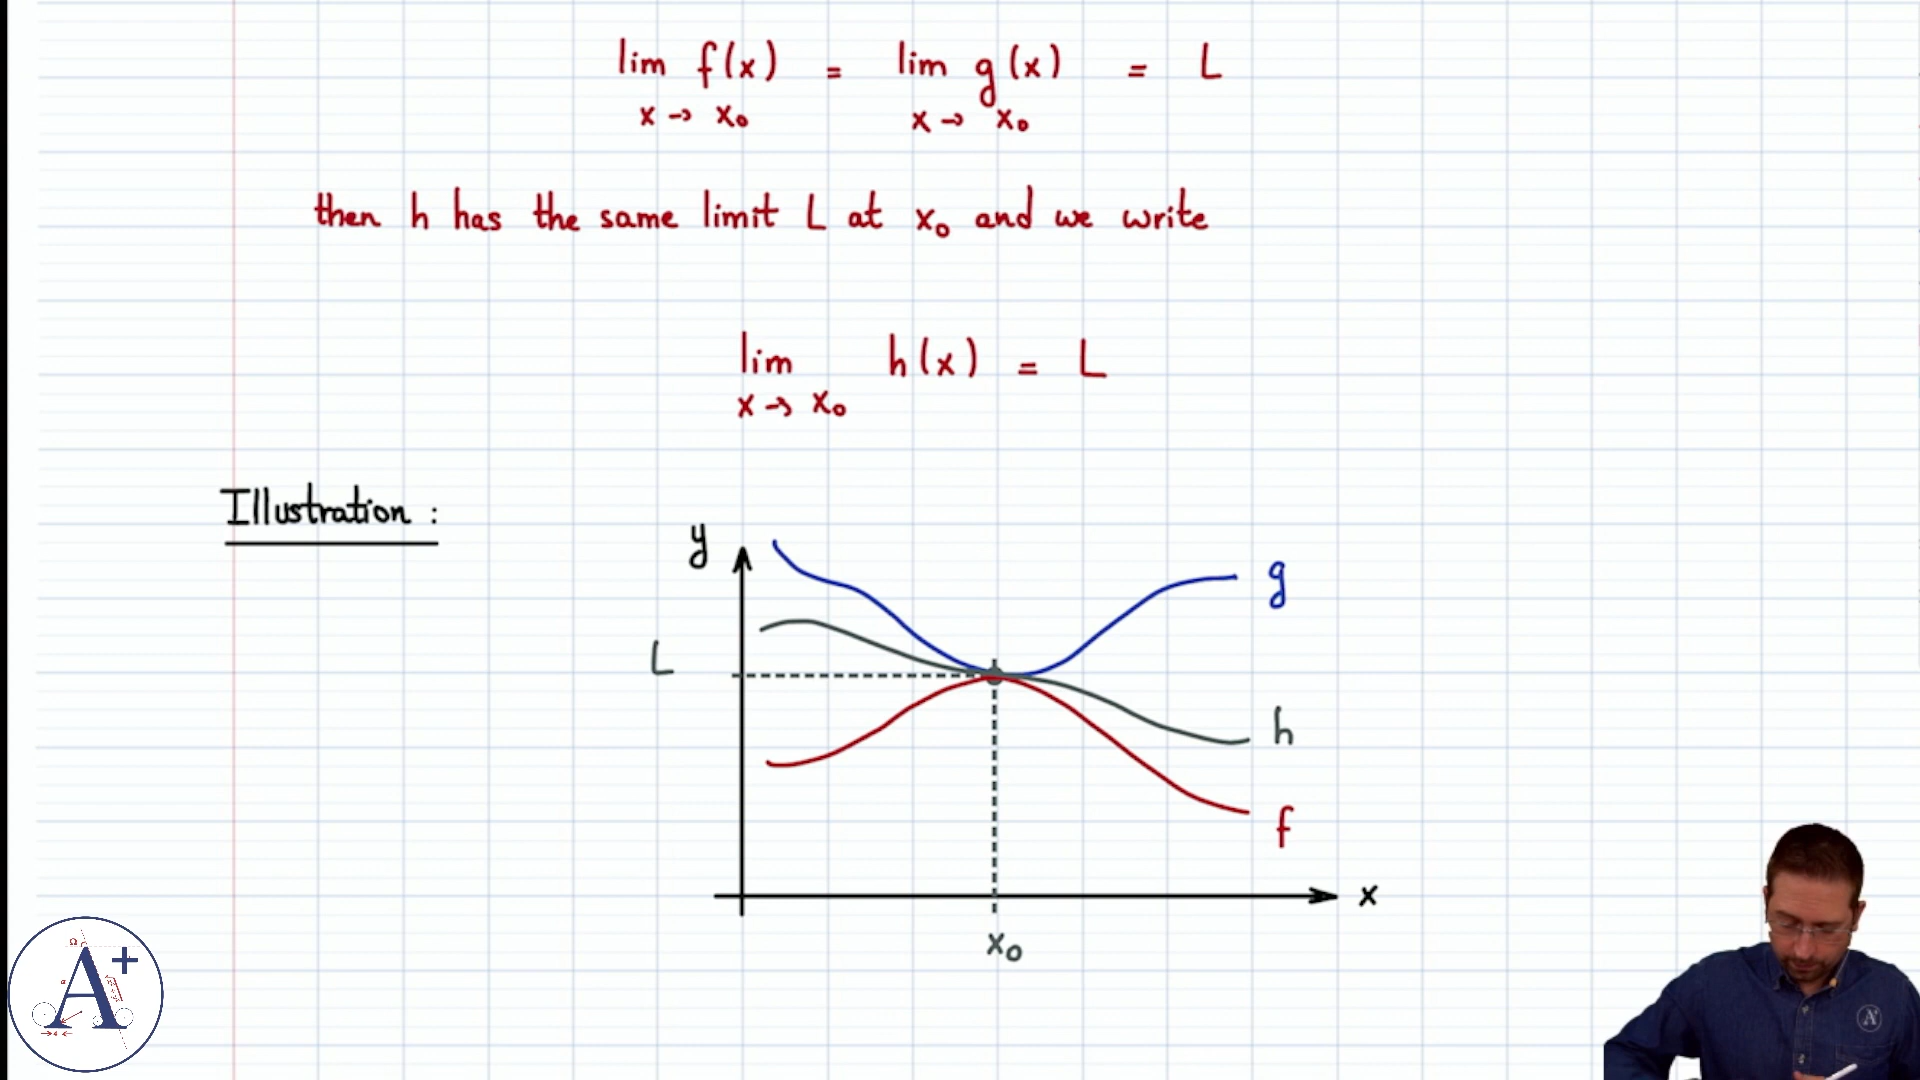 lim f(x) = lim g(x) = L
x → x₀ x → x₀
then h has the same limit L at x₀ and we write
lim h(x) = L
x → x₀
Illustration :
y
g
L
h
f
x
x₀
A+
A